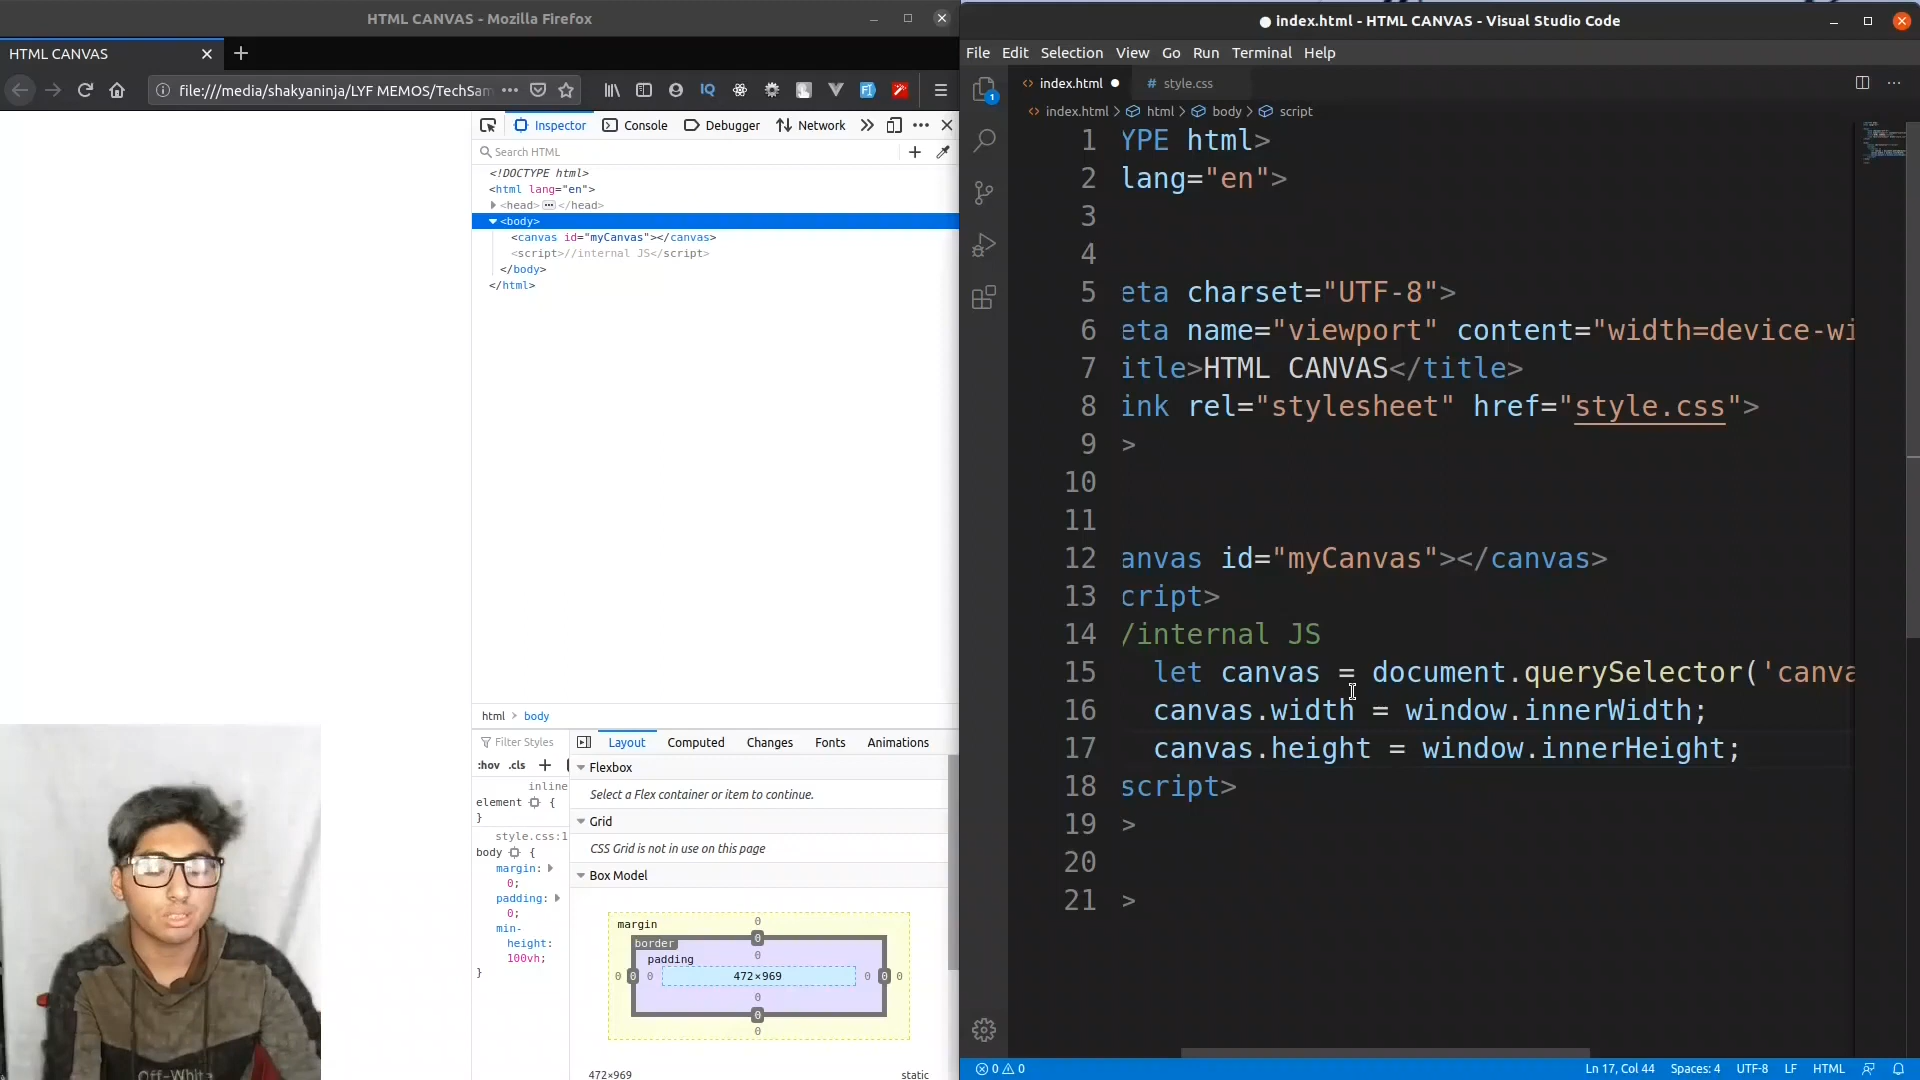 HTML CANVAS - Mozilla Firefox
HTML CANVAS
file:///media/shakyaninja/LYF MEMOS/TechSam
Inspector
Console
Debugger
Network
Search HTML
<!DOCTYPE html>
<html lang="en">
<head> ••• </head>
<body>
<canvas id="myCanvas"></canvas>
<script>//internal JS</script>
</body>
</html>
html > body
Filter Styles
Layout
Computed
Changes
Fonts
Animations
:hov .cls +
inline
element {
}
style.css:1
body {
margin:
0;
padding:
0;
min-
height:
100vh;
}
Flexbox
Select a Flex container or item to continue.
Grid
CSS Grid is not in use on this page
Box Model
margin
0
border
0
padding
0
0 0 0 472×969 0 0 0
0
0
0
472×969
static
Off-White
● index.html - HTML CANVAS - Visual Studio Code
File Edit Selection View Go Run Terminal Help
1
index.html ●
# style.css
index.html > html > body > script
1 YPE html>
2 lang="en">
3
4
5 eta charset="UTF-8">
6 eta name="viewport" content="width=device-wi
7 itle>HTML CANVAS</title>
8 ink rel="stylesheet" href="style.css">
9 >
10
11
12 anvas id="myCanvas"></canvas>
13 cript>
14 /internal JS
15 let canvas = document.querySelector('canva
16 canvas.width = window.innerWidth;
17 canvas.height = window.innerHeight;
18 script>
19 >
20
21 >
0 0
Ln 17, Col 44
Spaces: 4
UTF-8
LF
HTML